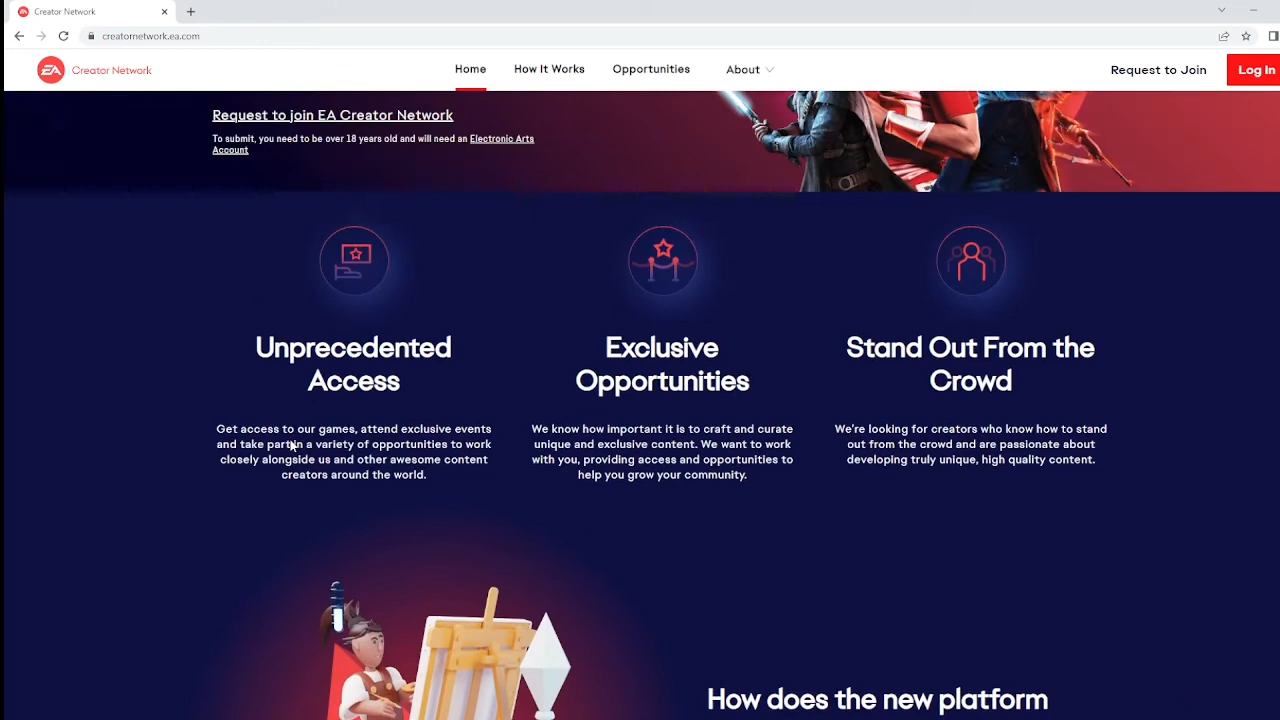 Creator Network
creatornetwork.ea.com
EA Creator Network Home How It Works Opportunities About Request to Join Log In
Request to join EA Creator Network
To submit, you need to be over 18 years old and will need an Electronic Arts
Account
Unprecedented
Access
Get access to our games, attend exclusive events
and take part in a variety of opportunities to work
closely alongside us and other awesome content
creators around the world.
Exclusive
Opportunities
We know how important it is to craft and curate
unique and exclusive content. We want to work
with you, providing access and opportunities to
help you grow your community.
Stand Out From the
Crowd
We're looking for creators who know how to stand
out from the crowd and are passionate about
developing truly unique, high quality content.
How does the new platform